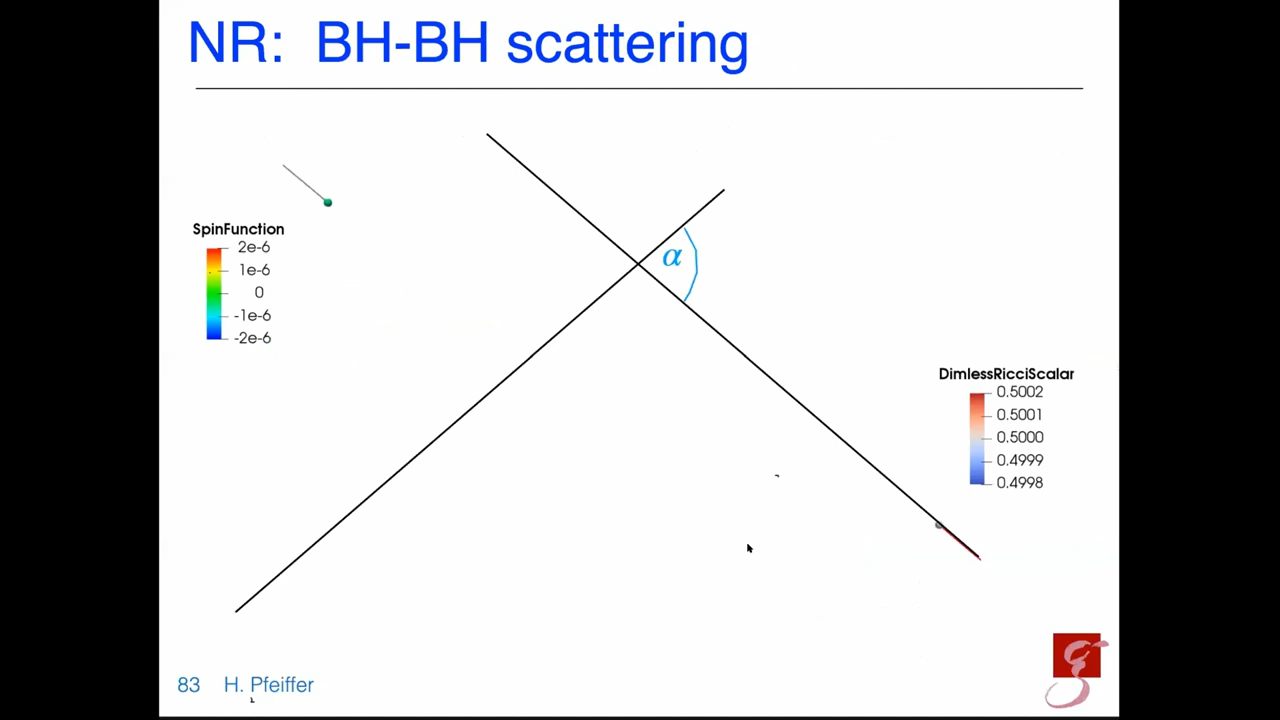 NR: BH-BH scattering
α
SpinFunction
2e-6
1e-6
0
-1e-6
-2e-6
DimlessRicciScalar
0.5002
0.5001
0.5000
0.4999
0.4998
83 H. Pfeiffer